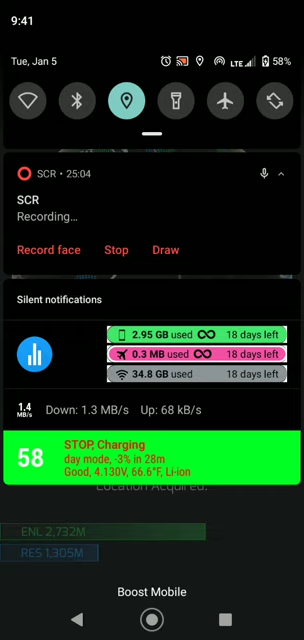 9:41
Tue, Jan 5
LTE
58%
SCR • 25:04
SCR
Recording...
Record face Stop Draw
Silent notifications
2.95 GB used 18 days left
0.3 MB used 18 days left
34.8 GB used 18 days left
1.4
MB/s
Down: 1.3 MB/s Up: 68 kB/s
58
STOP, Charging
day mode, -3% in 28m
Good, 4.130V, 66.6°F, Li-ion
Location Acquired.
ENL 2,732M
RES 1,305M
Boost Mobile